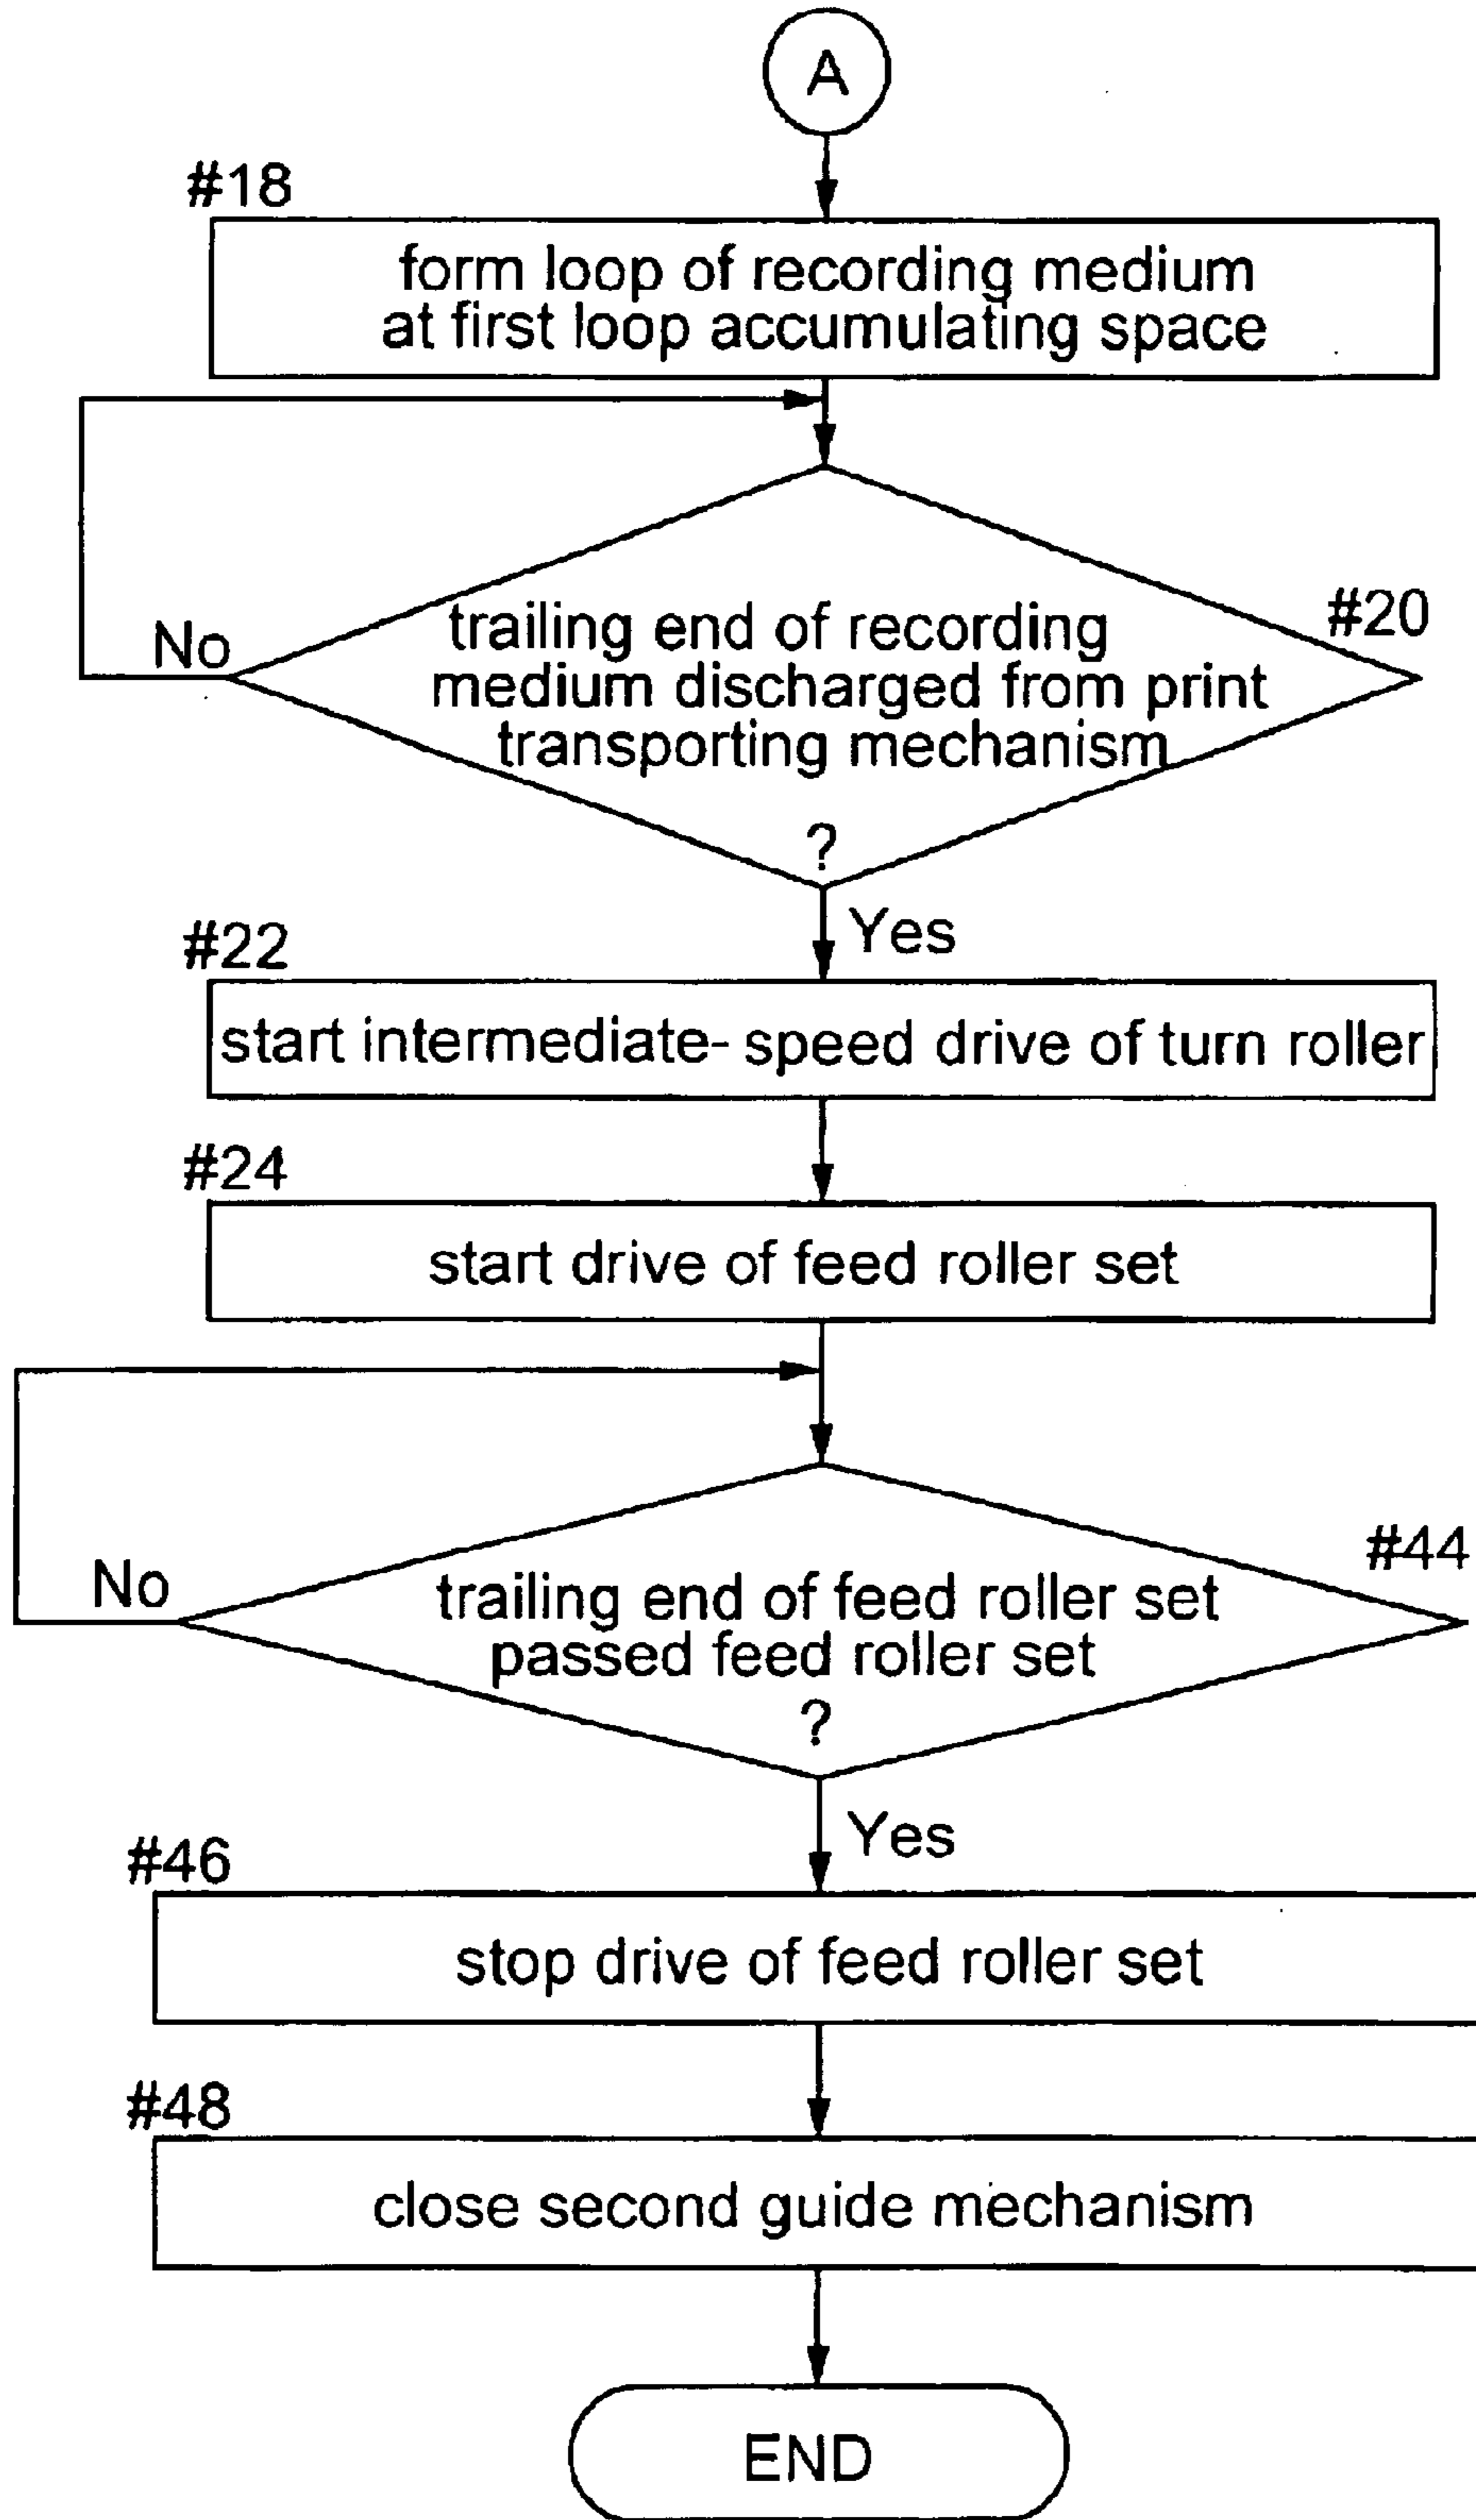 A
#18
form loop of recording medium
at first loop accumulating space
No
trailing end of recording
#20
medium discharged from print
transporting mechanism
?
Yes
#22
start intermediate- speed drive of turn roller
#24
start drive of feed roller set
#44
No
trailing end of feed roller set
passed feed roller set
?
Yes
#46
stop drive of feed roller set
#48
close second guide mechanism
END